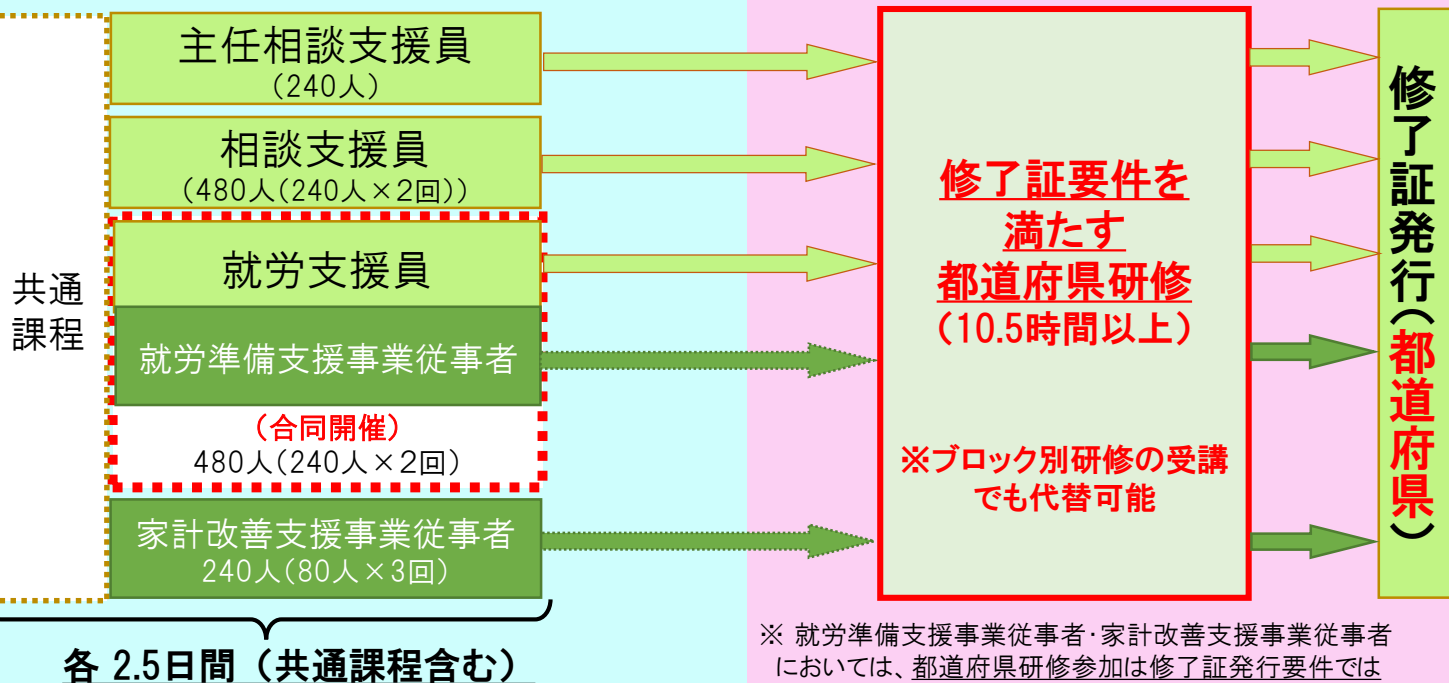 共通
課程
主任相談支援員
(240人)
相談支援員
(480人(240人×2回))
就労支援員
就労準備支援事業従事者
(合同開催)
480人(240人×2回)
家計改善支援事業従事者
240人(80人×3回)
各 2.5日間（共通課程含む）
修了証要件を
満たす
都道府県研修
（10.5時間以上）
※ブロック別研修の受講
でも代替可能
修了証発行（都道府県）
※ 就労準備支援事業従事者・家計改善支援事業従事者
においては、都道府県研修参加は修了証発行要件では